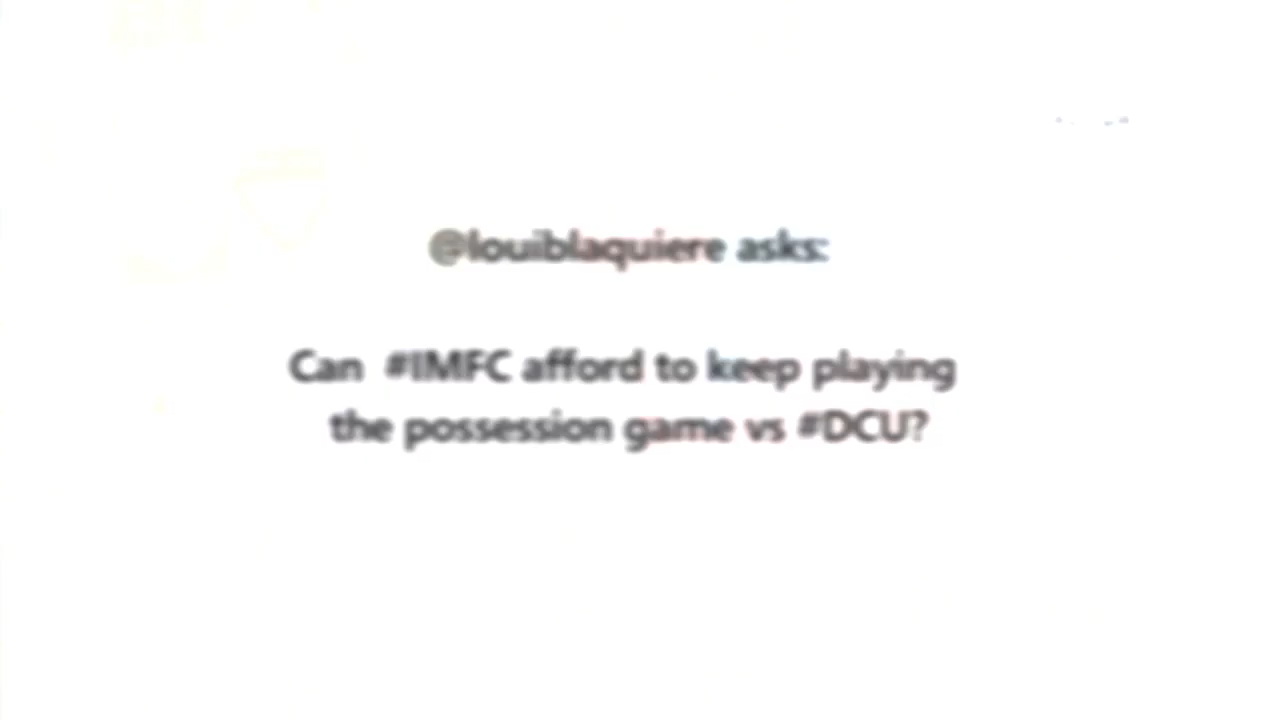 @louiblaquiere asks:
Can #IMFC afford to keep playing
the possession game vs #DCU?